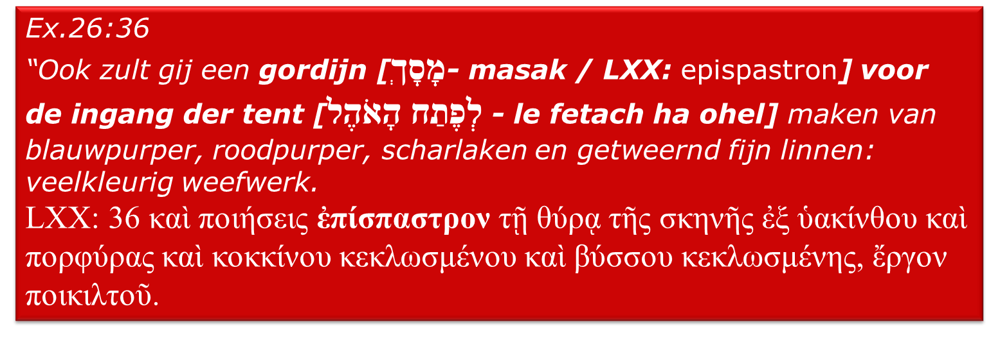 Ex.26:36
“Ook zult gij een gordijn [מָסָךְ- masak / LXX: epispastron] voor
de ingang der tent [לְפֶתַח הָאֹהֶל - le fetach ha ohel] maken van
blauwpurper, roodpurper, scharlaken en getweernd fijn linnen:
veelkleurig weefwerk.
LXX: 36 καὶ ποιήσεις ἐπίσπαστρον τῇ θύρᾳ τῆς σκηνῆς ἐξ ὑακίνθου καὶ
πορφύρας καὶ κοκκίνου κεκλωσμένου καὶ βύσσου κεκλωσμένης, ἔργον
ποικιλτοῦ.